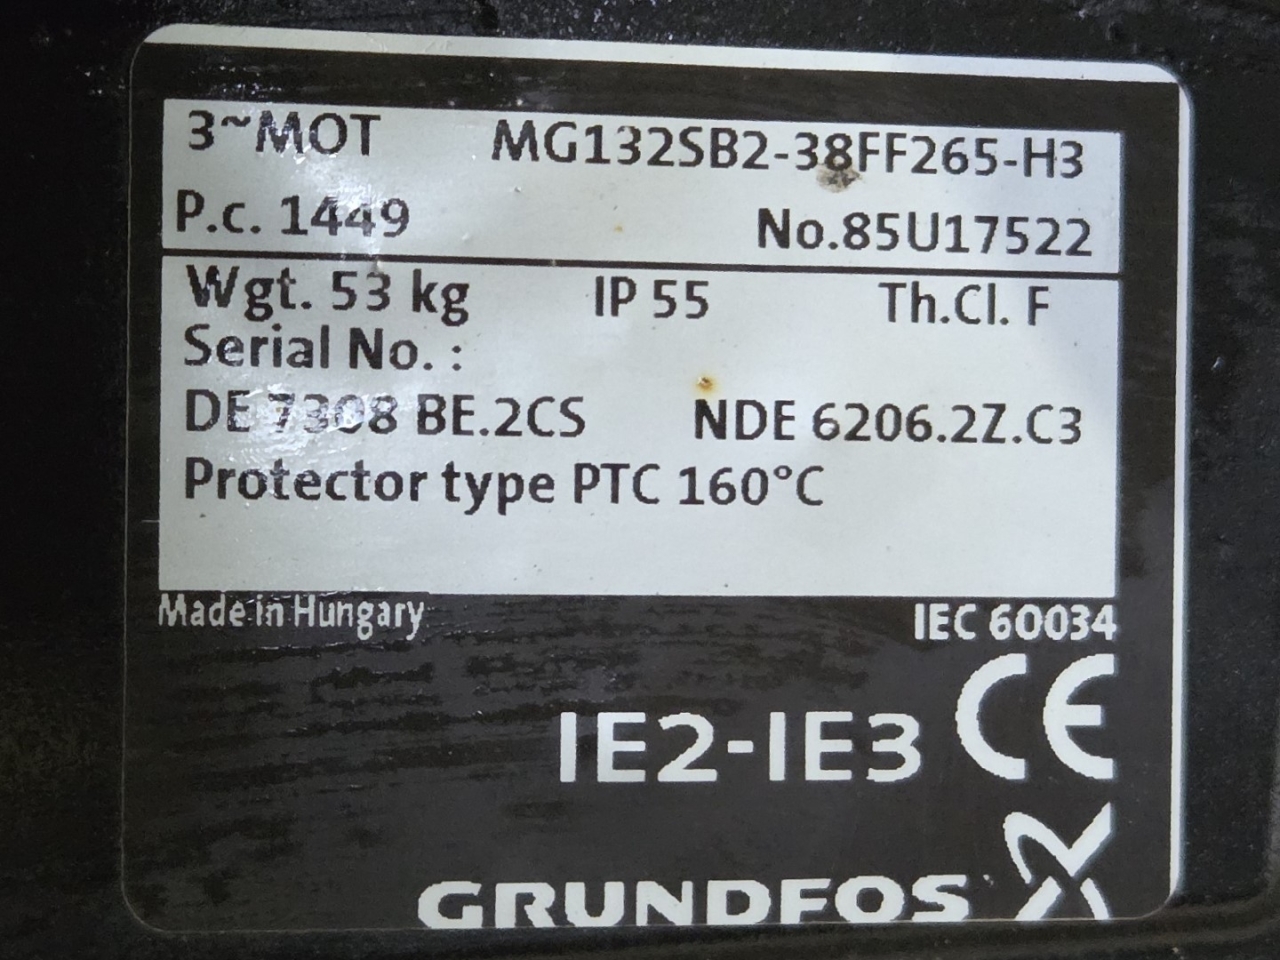 3~MOT MG132SB2-38FF265-H3
P.c. 1449 No.85U17522
Wgt. 53 kg IP 55 Th.Cl. F
Serial No. :
DE 7308 BE.2CS NDE 6206.2Z.C3
Protector type PTC 160°C
Made in Hungary IEC 60034
IE2-IE3 CE
GRUNDFOS